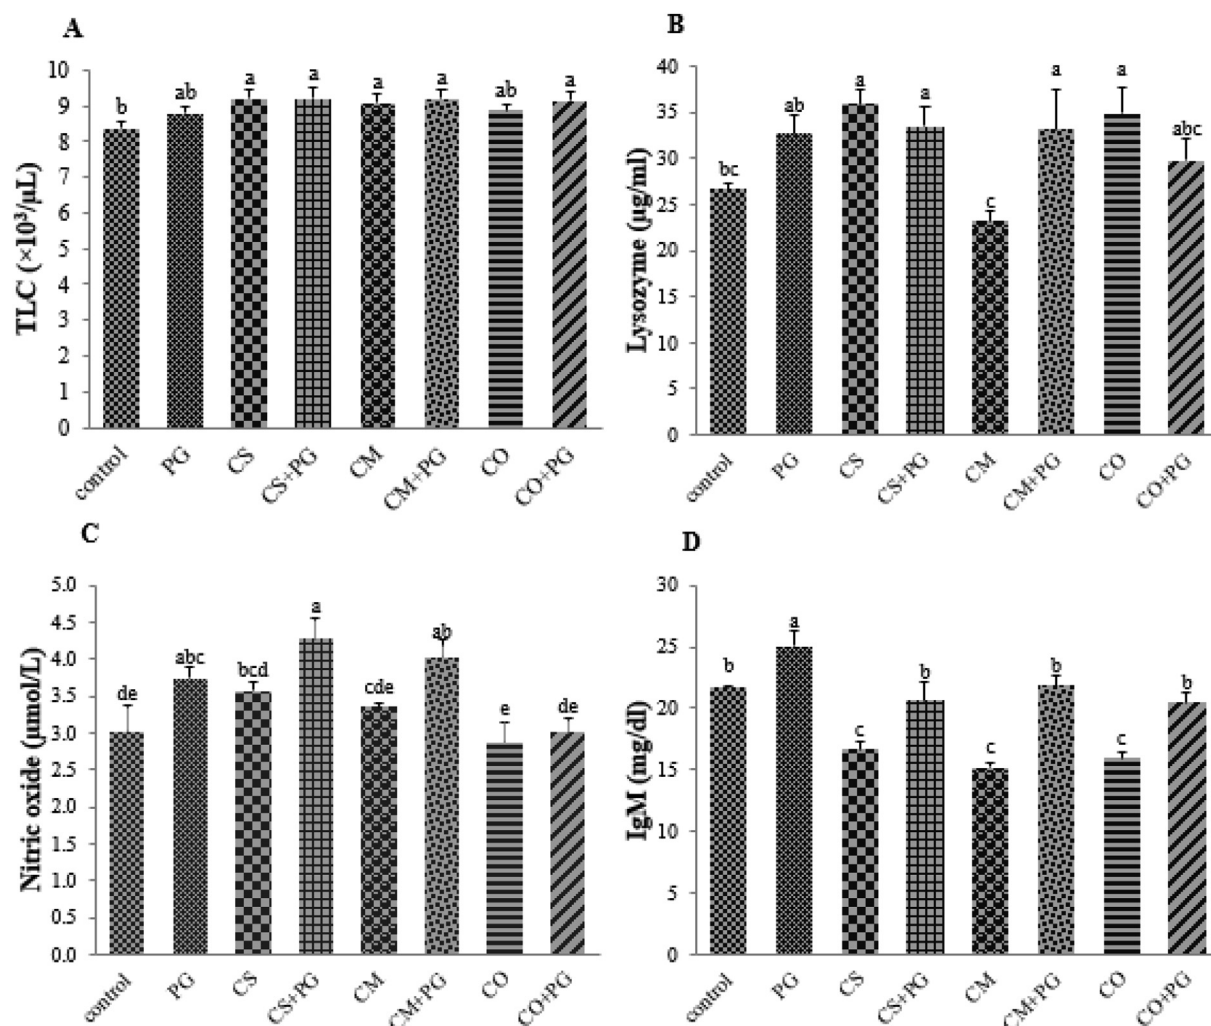 A
TLC (×10³/μL)
10
9
8
7
6
5
4
3
2
1
0
b
ab
a
a
a
a
ab
a
control
PG
CS
CS+PG
CM
CM+PG
CO
CO+PG
B
Lysozyme (μg/ml)
40
35
30
25
20
15
10
5
0
bc
ab
a
a
c
a
a
abc
control
PG
CS
CS+PG
CM
CM+PG
CO
CO+PG
C
Nitric oxide (μmol/L)
5.0
4.5
4.0
3.5
3.0
2.5
2.0
1.5
1.0
0.5
0.0
de
abc
bcd
a
cde
ab
e
de
control
PG
CS
CS+PG
CM
CM+PG
CO
CO+PG
D
IgM (mg/dl)
30
25
20
15
10
5
0
b
a
c
b
c
b
c
b
control
PG
CS
CS+PG
CM
CM+PG
CO
CO+PG